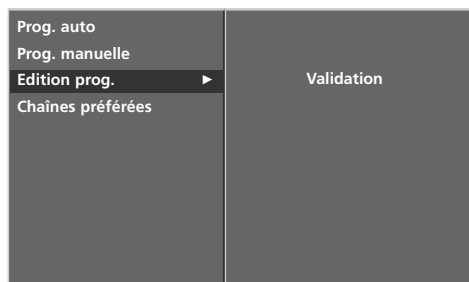 Prog. auto
Prog. manuelle
Edition prog. ►
Validation
Chaînes préférées